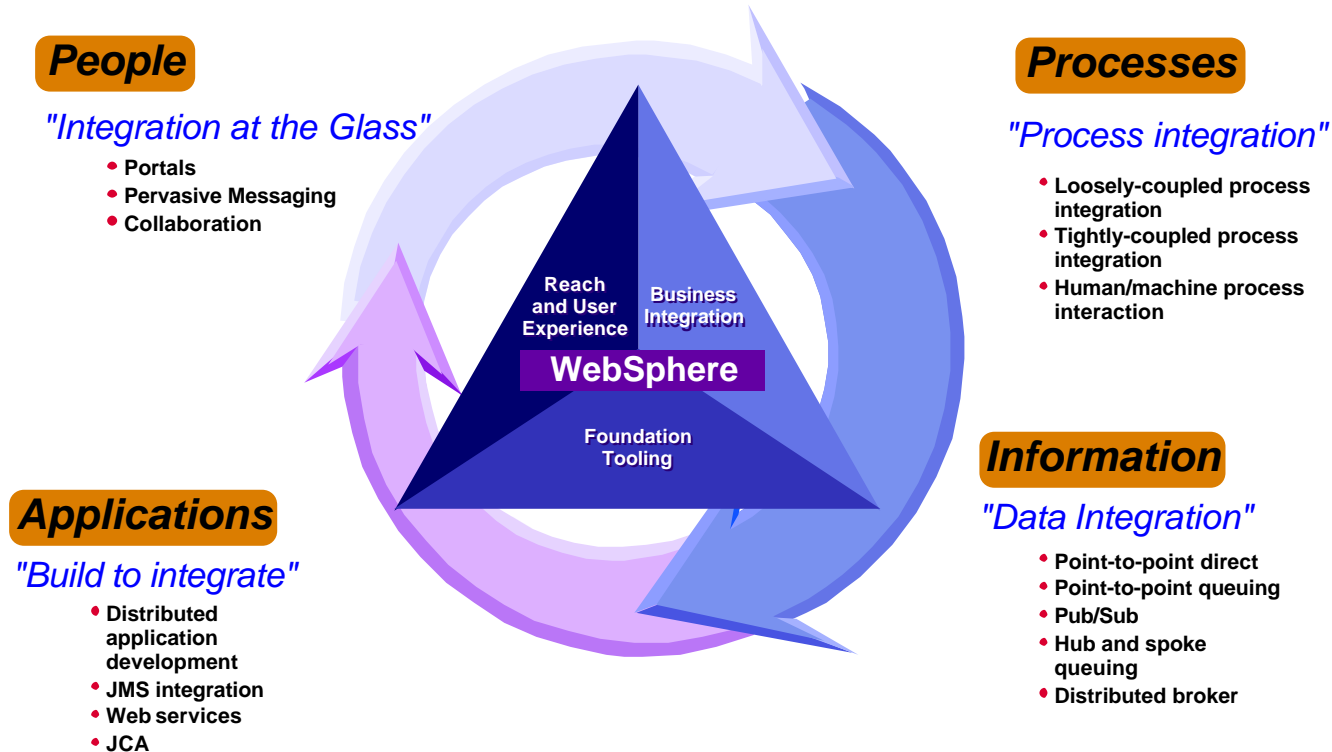 People
"Integration at the Glass"
• Portals
• Pervasive Messaging
• Collaboration
Processes
"Process integration"
• Loosely-coupled process
integration
• Tightly-coupled process
integration
• Human/machine process
interaction
Reach
and User
Experience
Business
Integration
WebSphere
Foundation
Tooling
Applications
"Build to integrate"
• Distributed
application
development
• JMS integration
• Web services
• JCA
Information
"Data Integration"
• Point-to-point direct
• Point-to-point queuing
• Pub/Sub
• Hub and spoke
queuing
• Distributed broker